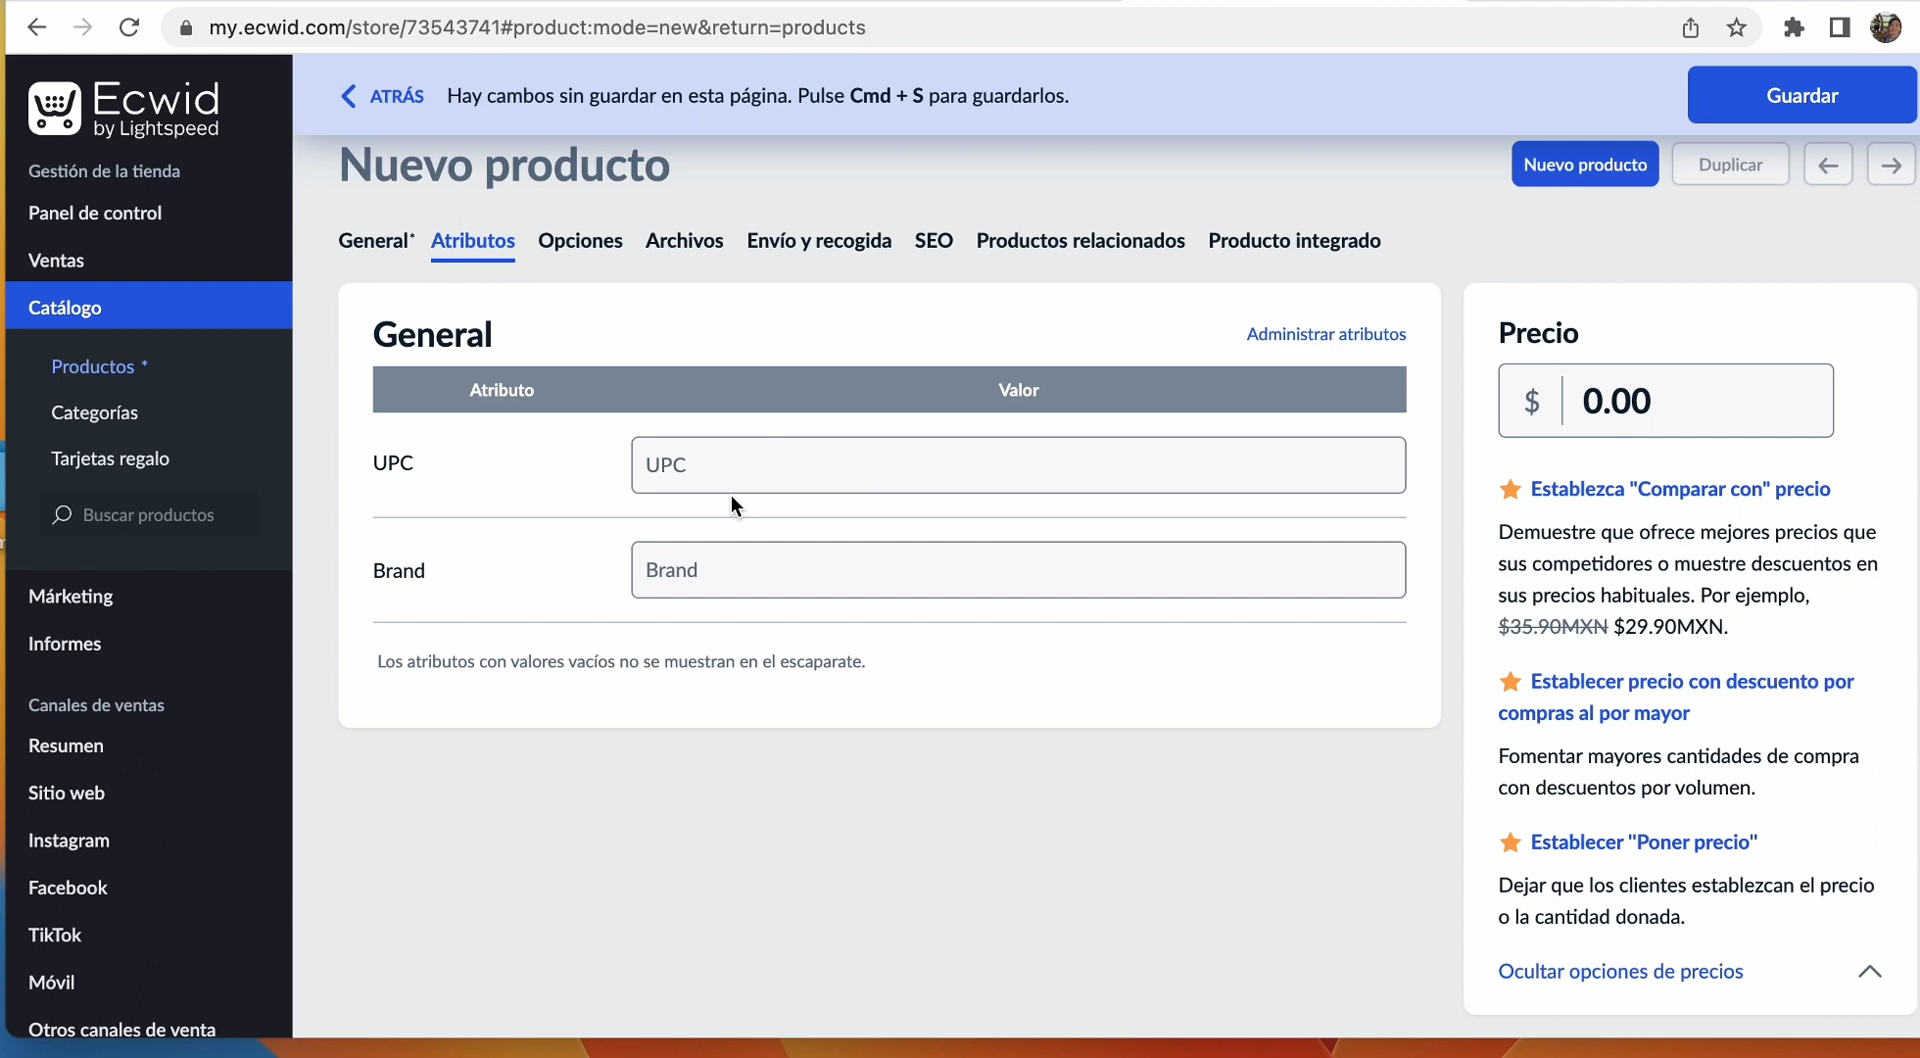 my.ecwid.com/store/73543741#product:mode=new&return=products
Ecwid
by Lightspeed
Gestión de la tienda
Panel de control
Ventas
Catálogo
Productos *
Categorías
Tarjetas regalo
Buscar productos
Márketing
Informes
Canales de ventas
Resumen
Sitio web
Instagram
Facebook
TikTok
Móvil
Otros canales de venta
ATRÁS Hay cambos sin guardar en esta página. Pulse Cmd + S para guardarlos.
Guardar
Nuevo producto
Nuevo producto
Duplicar
General* Atributos Opciones Archivos Envío y recogida SEO Productos relacionados Producto integrado
General
Administrar atributos
Atributo Valor
UPC UPC
Brand Brand
Los atributos con valores vacíos no se muestran en el escaparate.
Precio
$ 0.00
Establezca "Comparar con" precio
Demuestre que ofrece mejores precios que
sus competidores o muestre descuentos en
sus precios habituales. Por ejemplo,
$35.90MXN $29.90MXN.
Establecer precio con descuento por
compras al por mayor
Fomentar mayores cantidades de compra
con descuentos por volumen.
Establecer "Poner precio"
Dejar que los clientes establezcan el precio
o la cantidad donada.
Ocultar opciones de precios